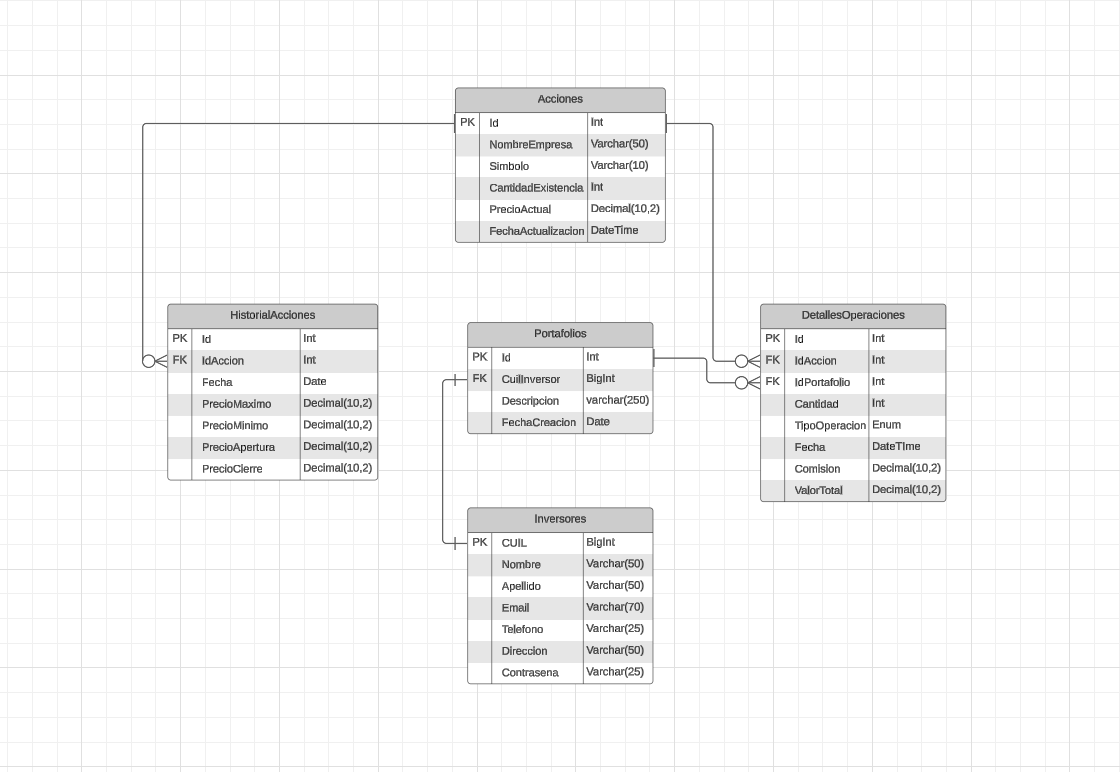 Acciones
PK Id Int
NombreEmpresa Varchar(50)
Simbolo Varchar(10)
CantidadExistencia Int
PrecioActual Decimal(10,2)
FechaActualizacion DateTime
HistorialAcciones
PK Id Int
FK IdAccion Int
Fecha Date
PrecioMaximo Decimal(10,2)
PrecioMinimo Decimal(10,2)
PrecioApertura Decimal(10,2)
PrecioCierre Decimal(10,2)
Portafolios
PK Id Int
FK CuilInversor BigInt
Descripcion varchar(250)
FechaCreacion Date
DetallesOperaciones
PK Id Int
FK IdAccion Int
FK IdPortafolio Int
Cantidad Int
TipoOperacion Enum
Fecha DateTIme
Comision Decimal(10,2)
ValorTotal Decimal(10,2)
Inversores
PK CUIL BigInt
Nombre Varchar(50)
Apellido Varchar(50)
Email Varchar(70)
Telefono Varchar(25)
Direccion Varchar(50)
Contrasena Varchar(25)